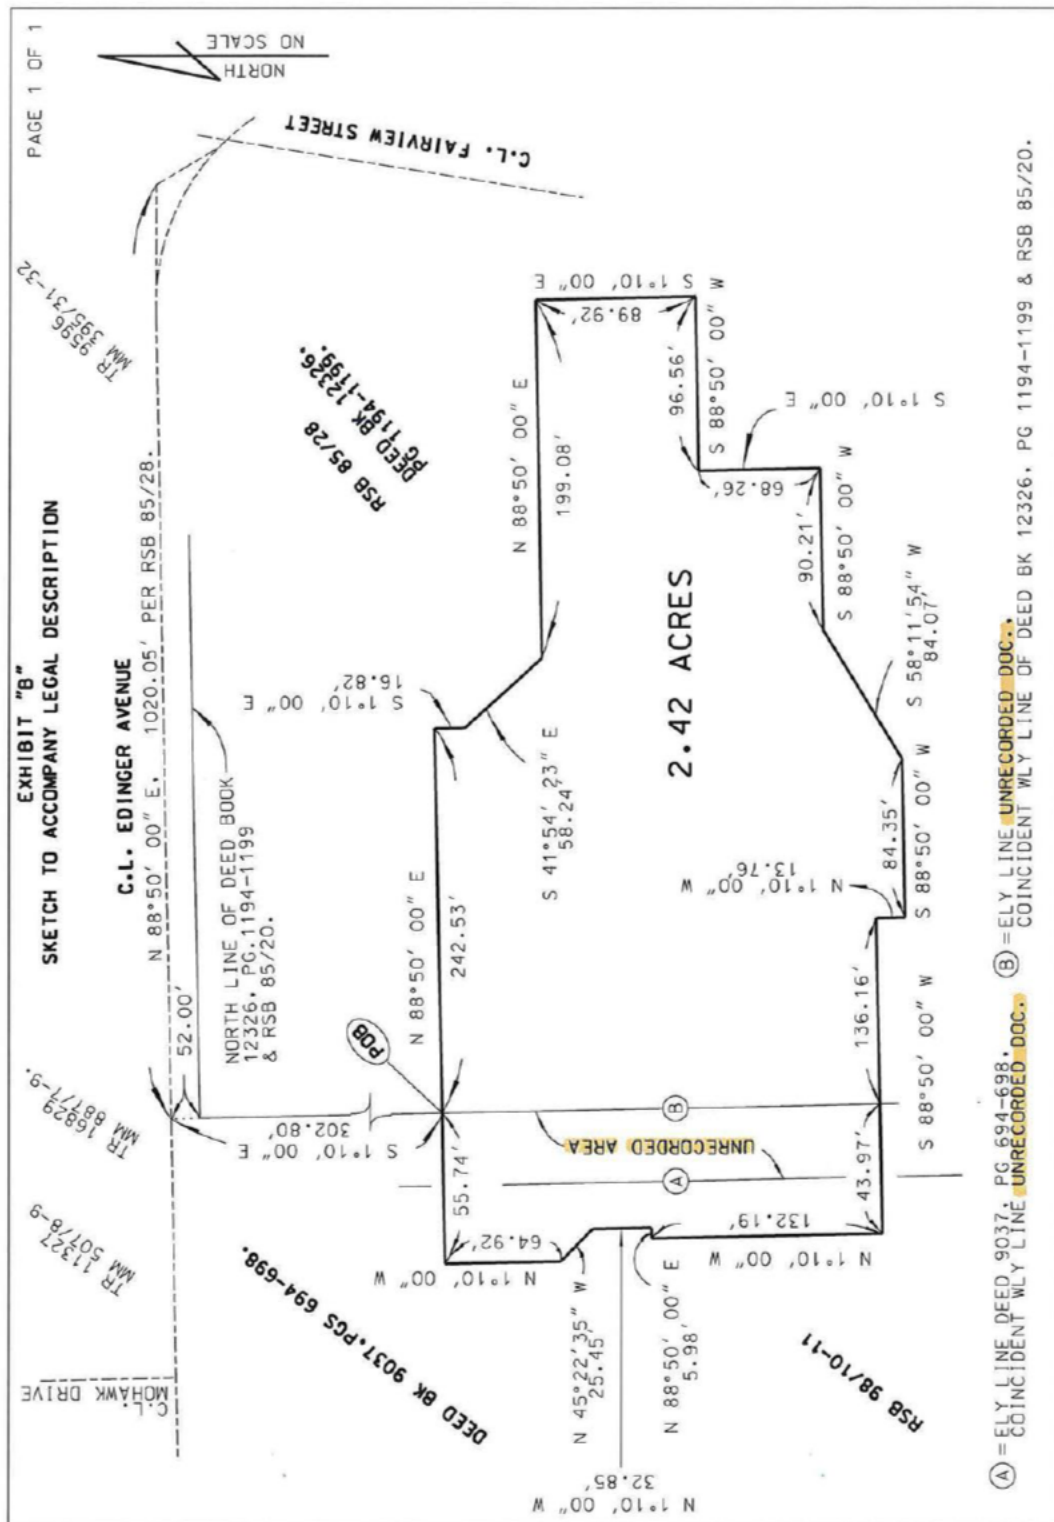 EXHIBIT "B"
SKETCH TO ACCOMPANY LEGAL DESCRIPTION
PAGE 1 OF 1
NORTH
NO SCALE
C.L.
MOHAWK DRIVE
TR 11327
MM 507/8-9
TR 16829
MM 887/7-9.
C.L. EDINGER AVENUE
N 88°50' 00" E, 1020.05' PER RSB 85/28.
TR 9596
MM 395/31-32
C.L. FAIRVIEW STREET
52.00'
NORTH LINE OF DEED BOOK
12326, PG.1194-1199
& RSB 85/20.
S 1°10' 00" E
302.80'
POB
RSB 85/28
DEED BK 12326.
PG 1194-1199.
DEED BK 9037.PGS 694-698.
55.74'
N 88°50' 00" E
242.53'
S 1°10' 00" E
16.82'
S 41°54' 23" E
58.24'
N 88°50' 00" E
199.08'
S 1°10' 00" E
89.92'
96.56'
S 88°50' 00" W
S 1°10' 00" E
68.26'
90.21'
S 88°50' 00" W
S 58°11'54" W
84.07'
84.35'
S 88°50' 00" W
N 1°10' 00" W
13.76'
136.16'
S 88°50' 00" W
43.97'
N 1°10' 00" W
132.19'
N 88°50' 00" E
5.98'
N 1°10' 00" W
32.85'
N 45°22'35" W
25.45'
N 1°10' 00" W
64.92'
2.42 ACRES
UNRECORDED AREA
A
B
RSB 98/10-11
A =ELY LINE DEED 9037, PG 694-698.
COINCIDENT WLY LINE UNRECORDED DOC.
B =ELY LINE UNRECORDED DOC.,
COINCIDENT WLY LINE OF DEED BK 12326, PG 1194-1199 & RSB 85/20.